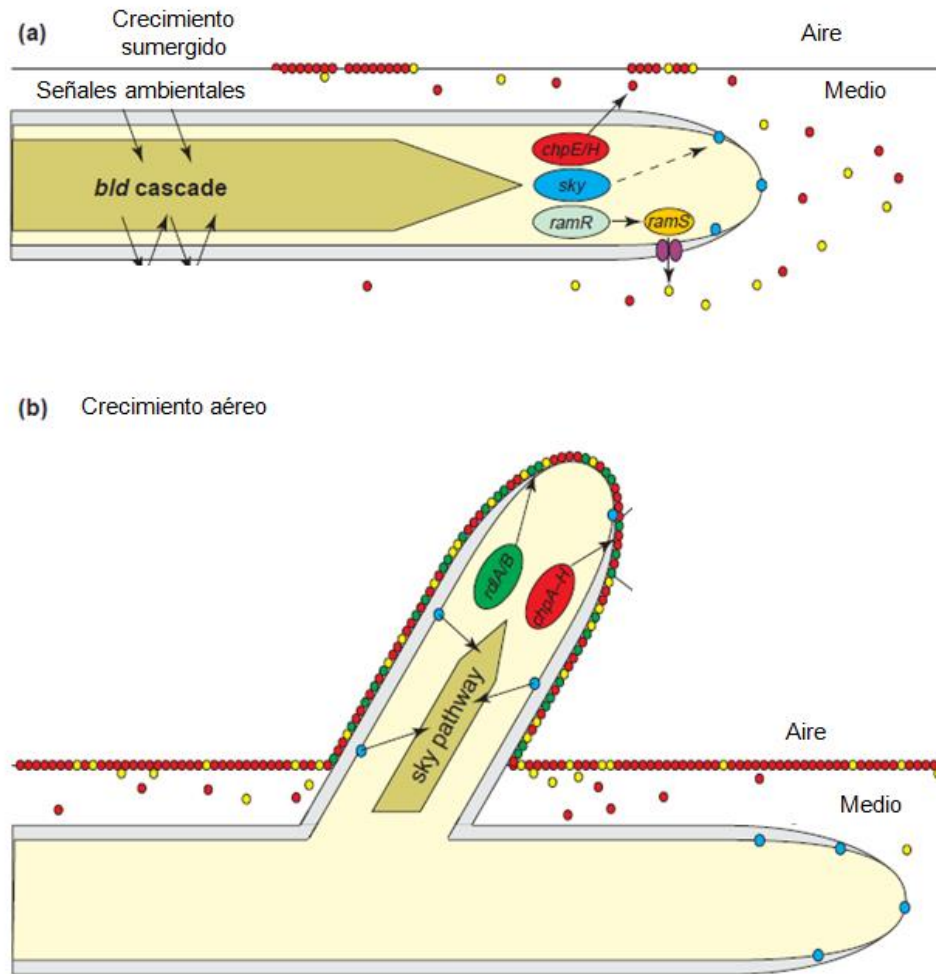 (a)
Crecimiento
sumergido
Aire
Señales ambientales
Medio
chpE/H
bld cascade
sky
ramR
ramS
(b) Crecimiento aéreo
rdlA/B
chpA–H
sky pathway
Aire
Medio